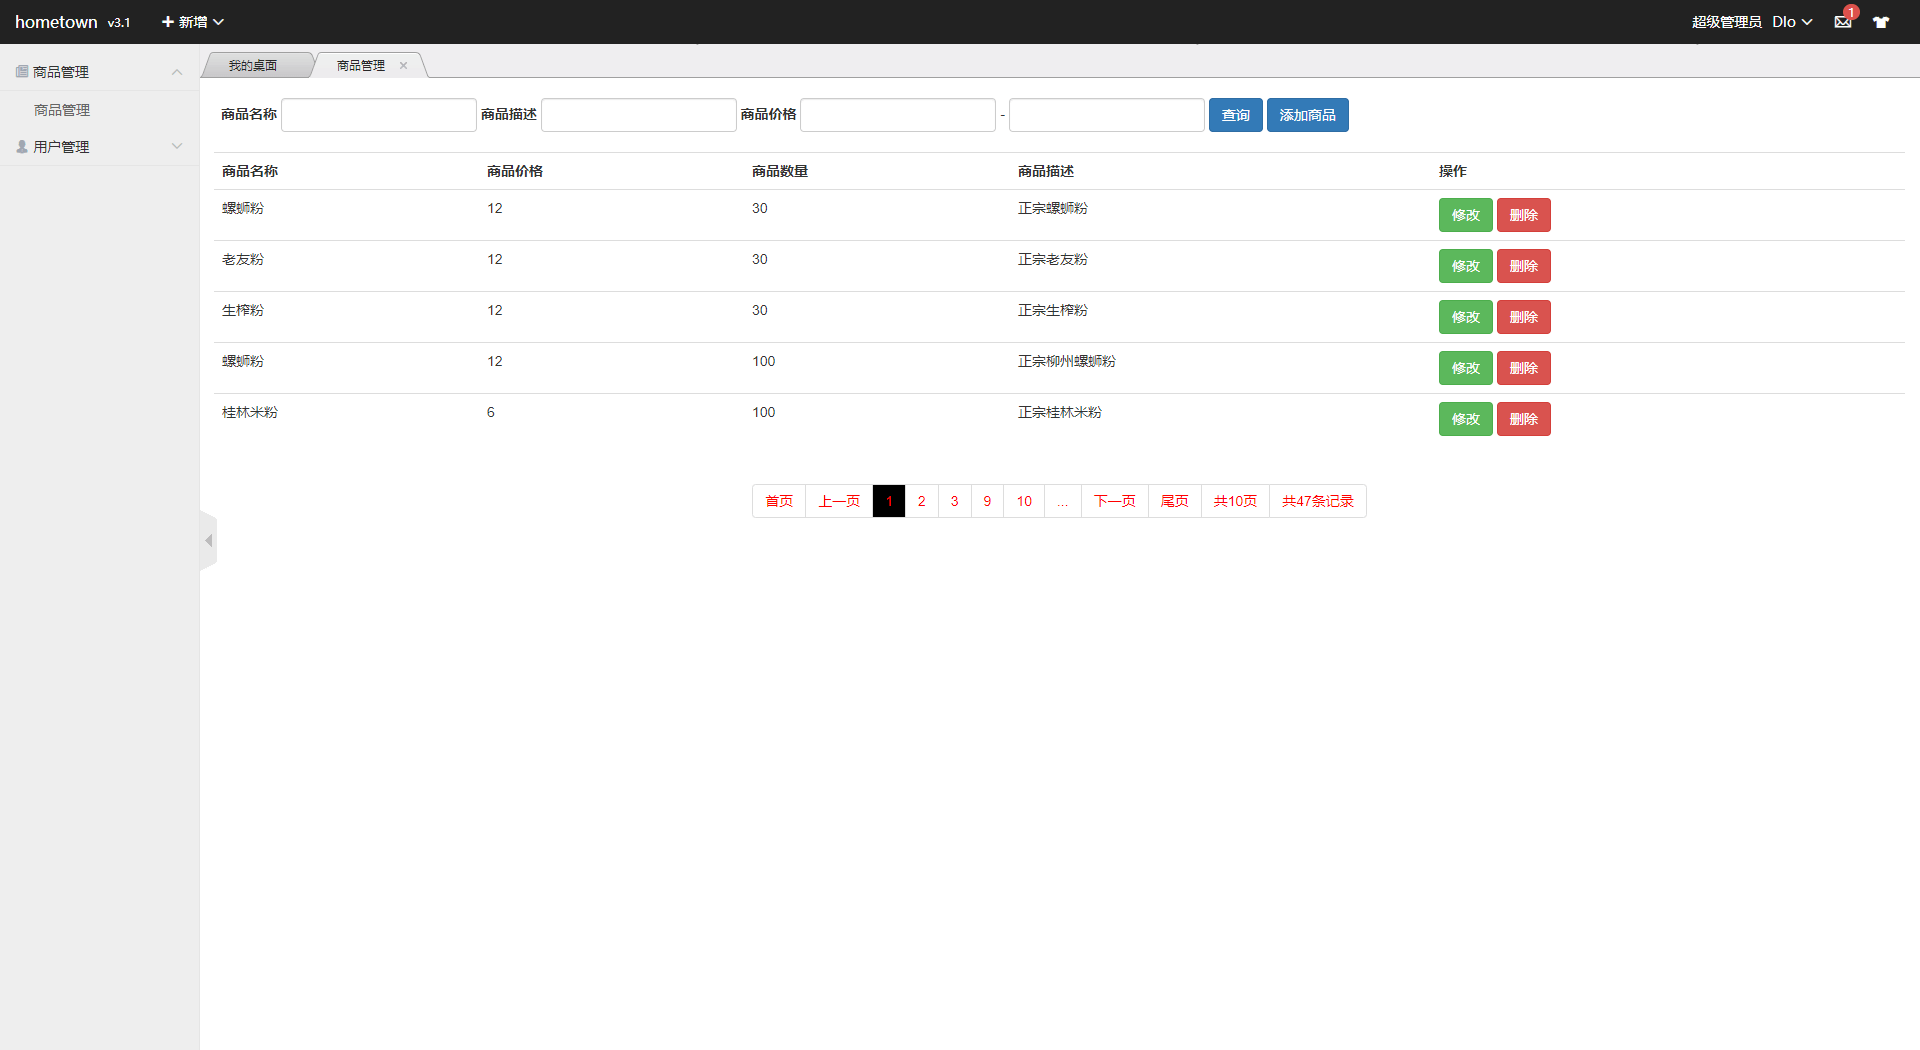 hometown v3.1 新增 超级管理员 Dlo 1
商品管理
商品管理
用户管理
我的桌面 商品管理
商品名称 商品描述 商品价格 - 查询 添加商品
商品名称 商品价格 商品数量 商品描述 操作
螺蛳粉 12 30 正宗螺蛳粉 修改 删除
老友粉 12 30 正宗老友粉 修改 删除
生榨粉 12 30 正宗生榨粉 修改 删除
螺蛳粉 12 100 正宗柳州螺蛳粉 修改 删除
桂林米粉 6 100 正宗桂林米粉 修改 删除
首页 上一页 1 2 3 9 10 ... 下一页 尾页 共10页 共47条记录